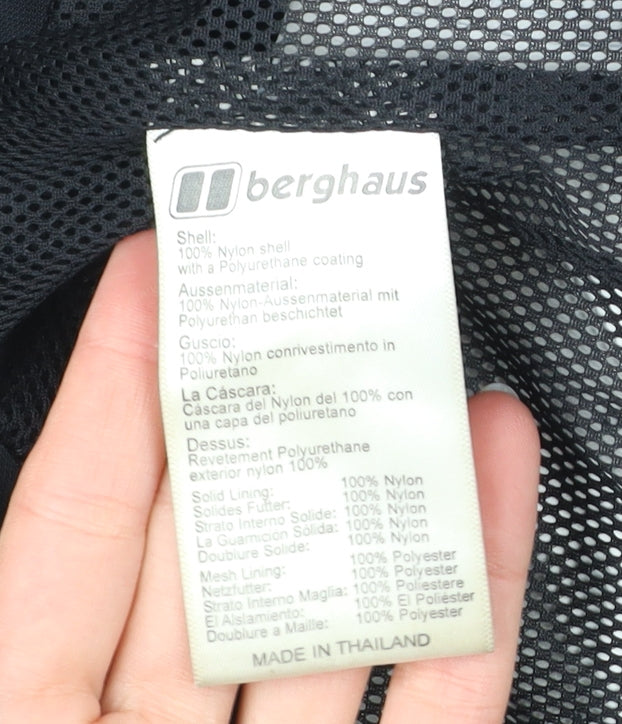 berghaus
Shell:
100% Nylon shell
with a Polyurethane coating
Aussenmaterial:
100% Nylon-Aussenmaterial mit
Polyurethan beschichtet
Guscio:
100% Nylon conrivestimento in
Poliuretano
La Cáscara:
Cáscara del Nylon del 100% con
una capa del poliuretano
Dessus:
Revetement Polyurethane
exterior nylon 100%
Solid Lining: 100% Nylon
Solides Futter: 100% Nylon
Strato Interno Solide: 100% Nylon
La Guarnicion Sólida: 100% Nylon
Doublure Solide: 100% Nylon
Mesh Lining: 100% Polyester
Netzfutter: 100% Polyester
Strato Interno Maglia: 100% Poliestere
El Aislamiento: 100% El Poliester
Doublure a Maille: 100% Polyester
MADE IN THAILAND